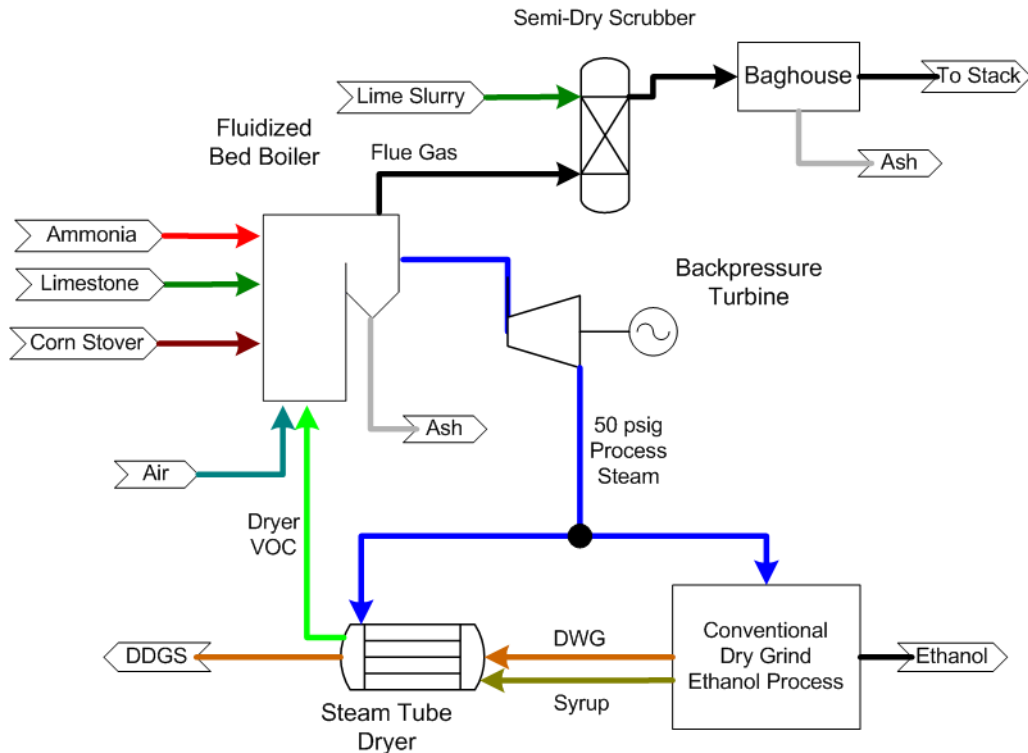 Semi-Dry Scrubber
Baghouse
To Stack
Lime Slurry
Fluidized
Bed Boiler
Flue Gas
Ash
Ammonia
Limestone
Corn Stover
Backpressure
Turbine
Ash
Air
50 psig
Process
Steam
Dryer
VOC
DDGS
DWG
Syrup
Conventional
Dry Grind
Ethanol Process
Ethanol
Steam Tube
Dryer